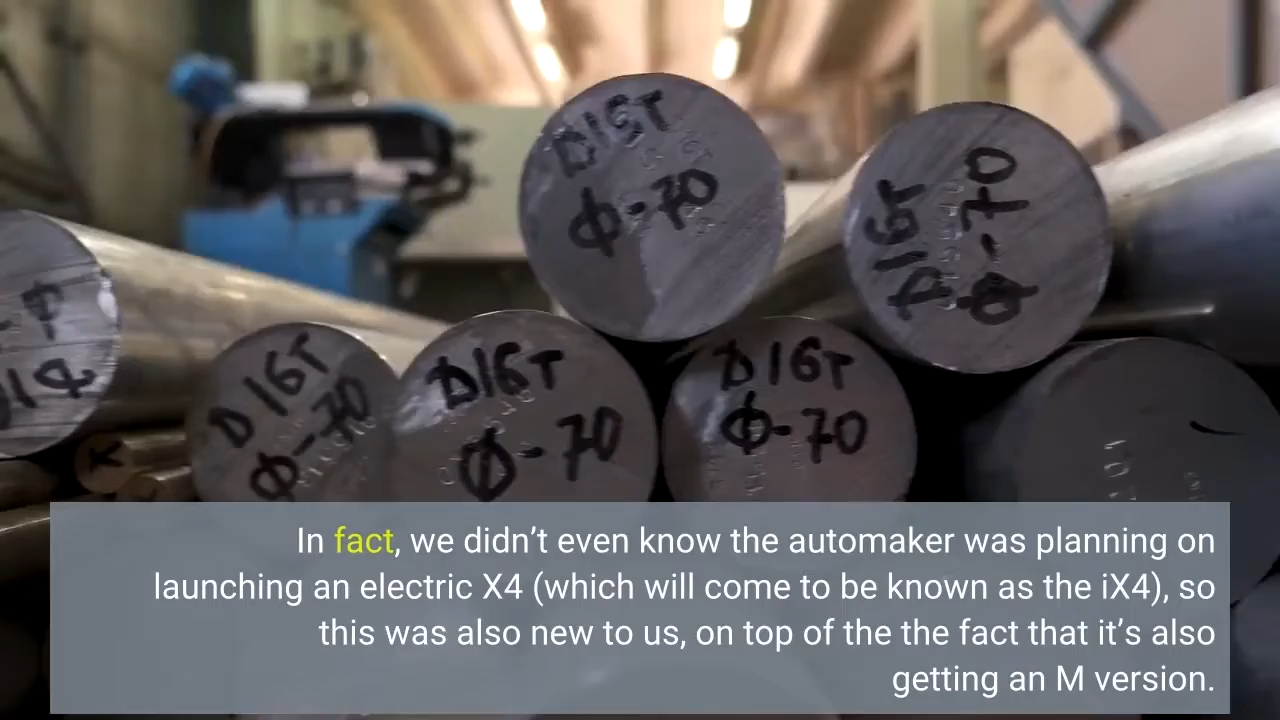 D16T
Ф-70
D16T
Ф-70
D16T
Ф-70
D16T
Ф-70
D16T
Ф-70
K
In fact, we didn’t even know the automaker was planning on
launching an electric X4 (which will come to be known as the iX4), so
this was also new to us, on top of the the fact that it’s also
getting an M version.